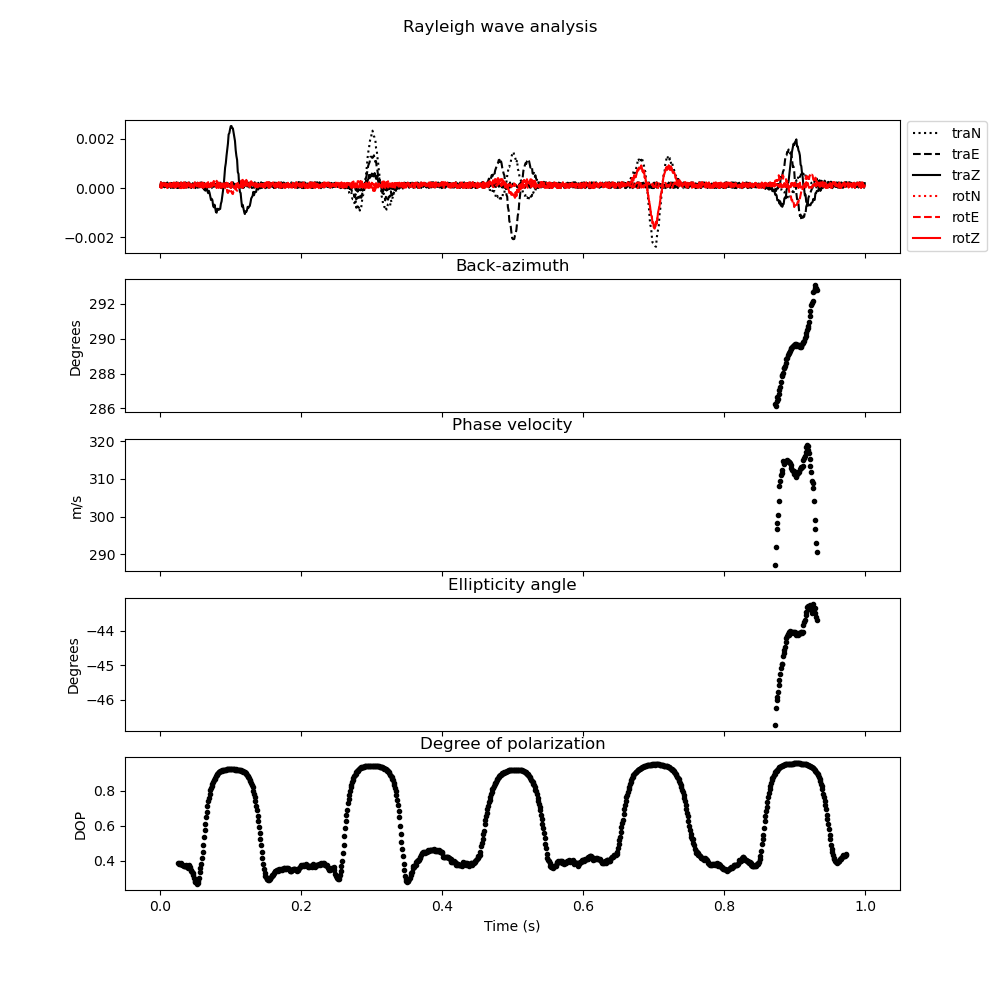 Rayleigh wave analysis
0.002
0.000
−0.002
traN
traE
traZ
rotN
rotE
rotZ
Back-azimuth
292
290
288
286
Degrees
Phase velocity
320
310
300
290
m/s
Ellipticity angle
−44
−45
−46
Degrees
Degree of polarization
0.8
0.6
0.4
DOP
0.0 0.2 0.4 0.6 0.8 1.0
Time (s)